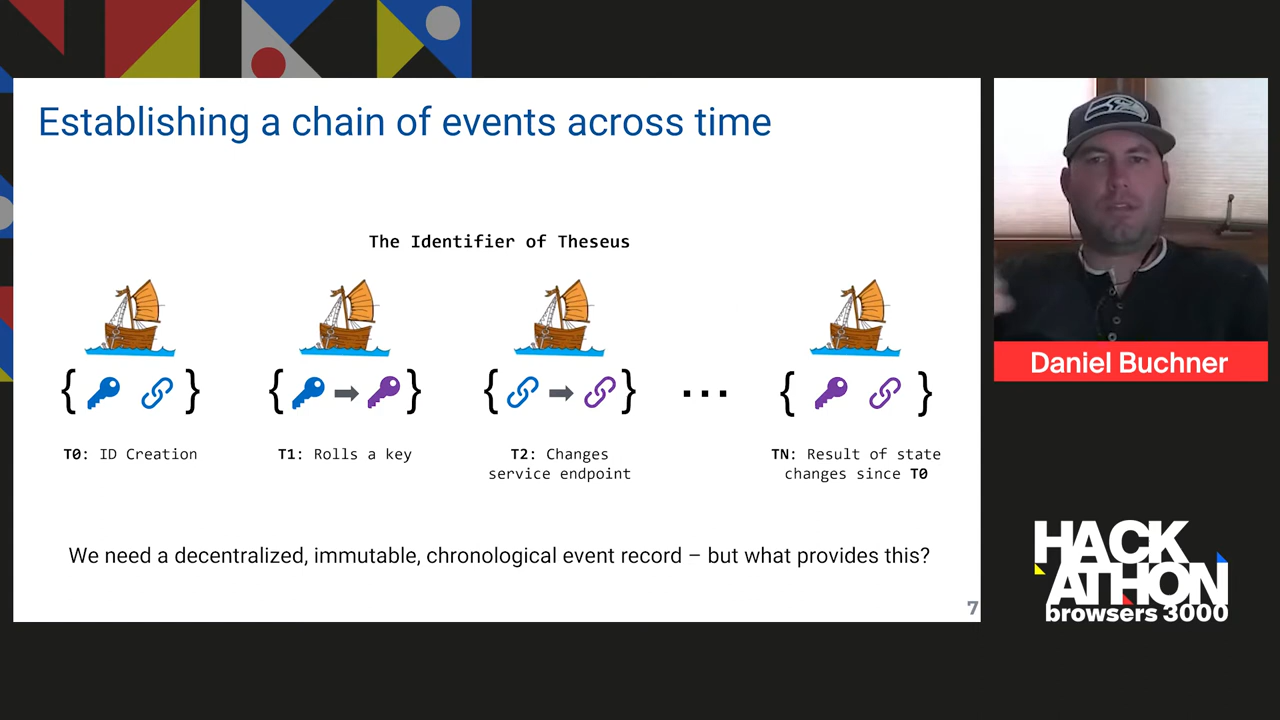 Establishing a chain of events across time
The Identifier of Theseus
T0: ID Creation
T1: Rolls a key
T2: Changes
service endpoint
...
TN: Result of state
changes since T0
We need a decentralized, immutable, chronological event record – but what provides this?
7
Daniel Buchner
HACK
ATHON
browsers 3000